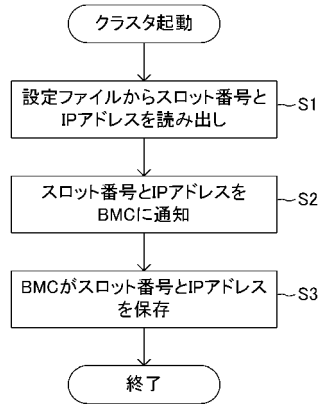 クラスタ起動
設定ファイルからスロット番号と
IPアドレスを読み出し
S1
スロット番号とIPアドレスを
BMCに通知
S2
BMCがスロット番号とIPアドレス
を保存
S3
終了